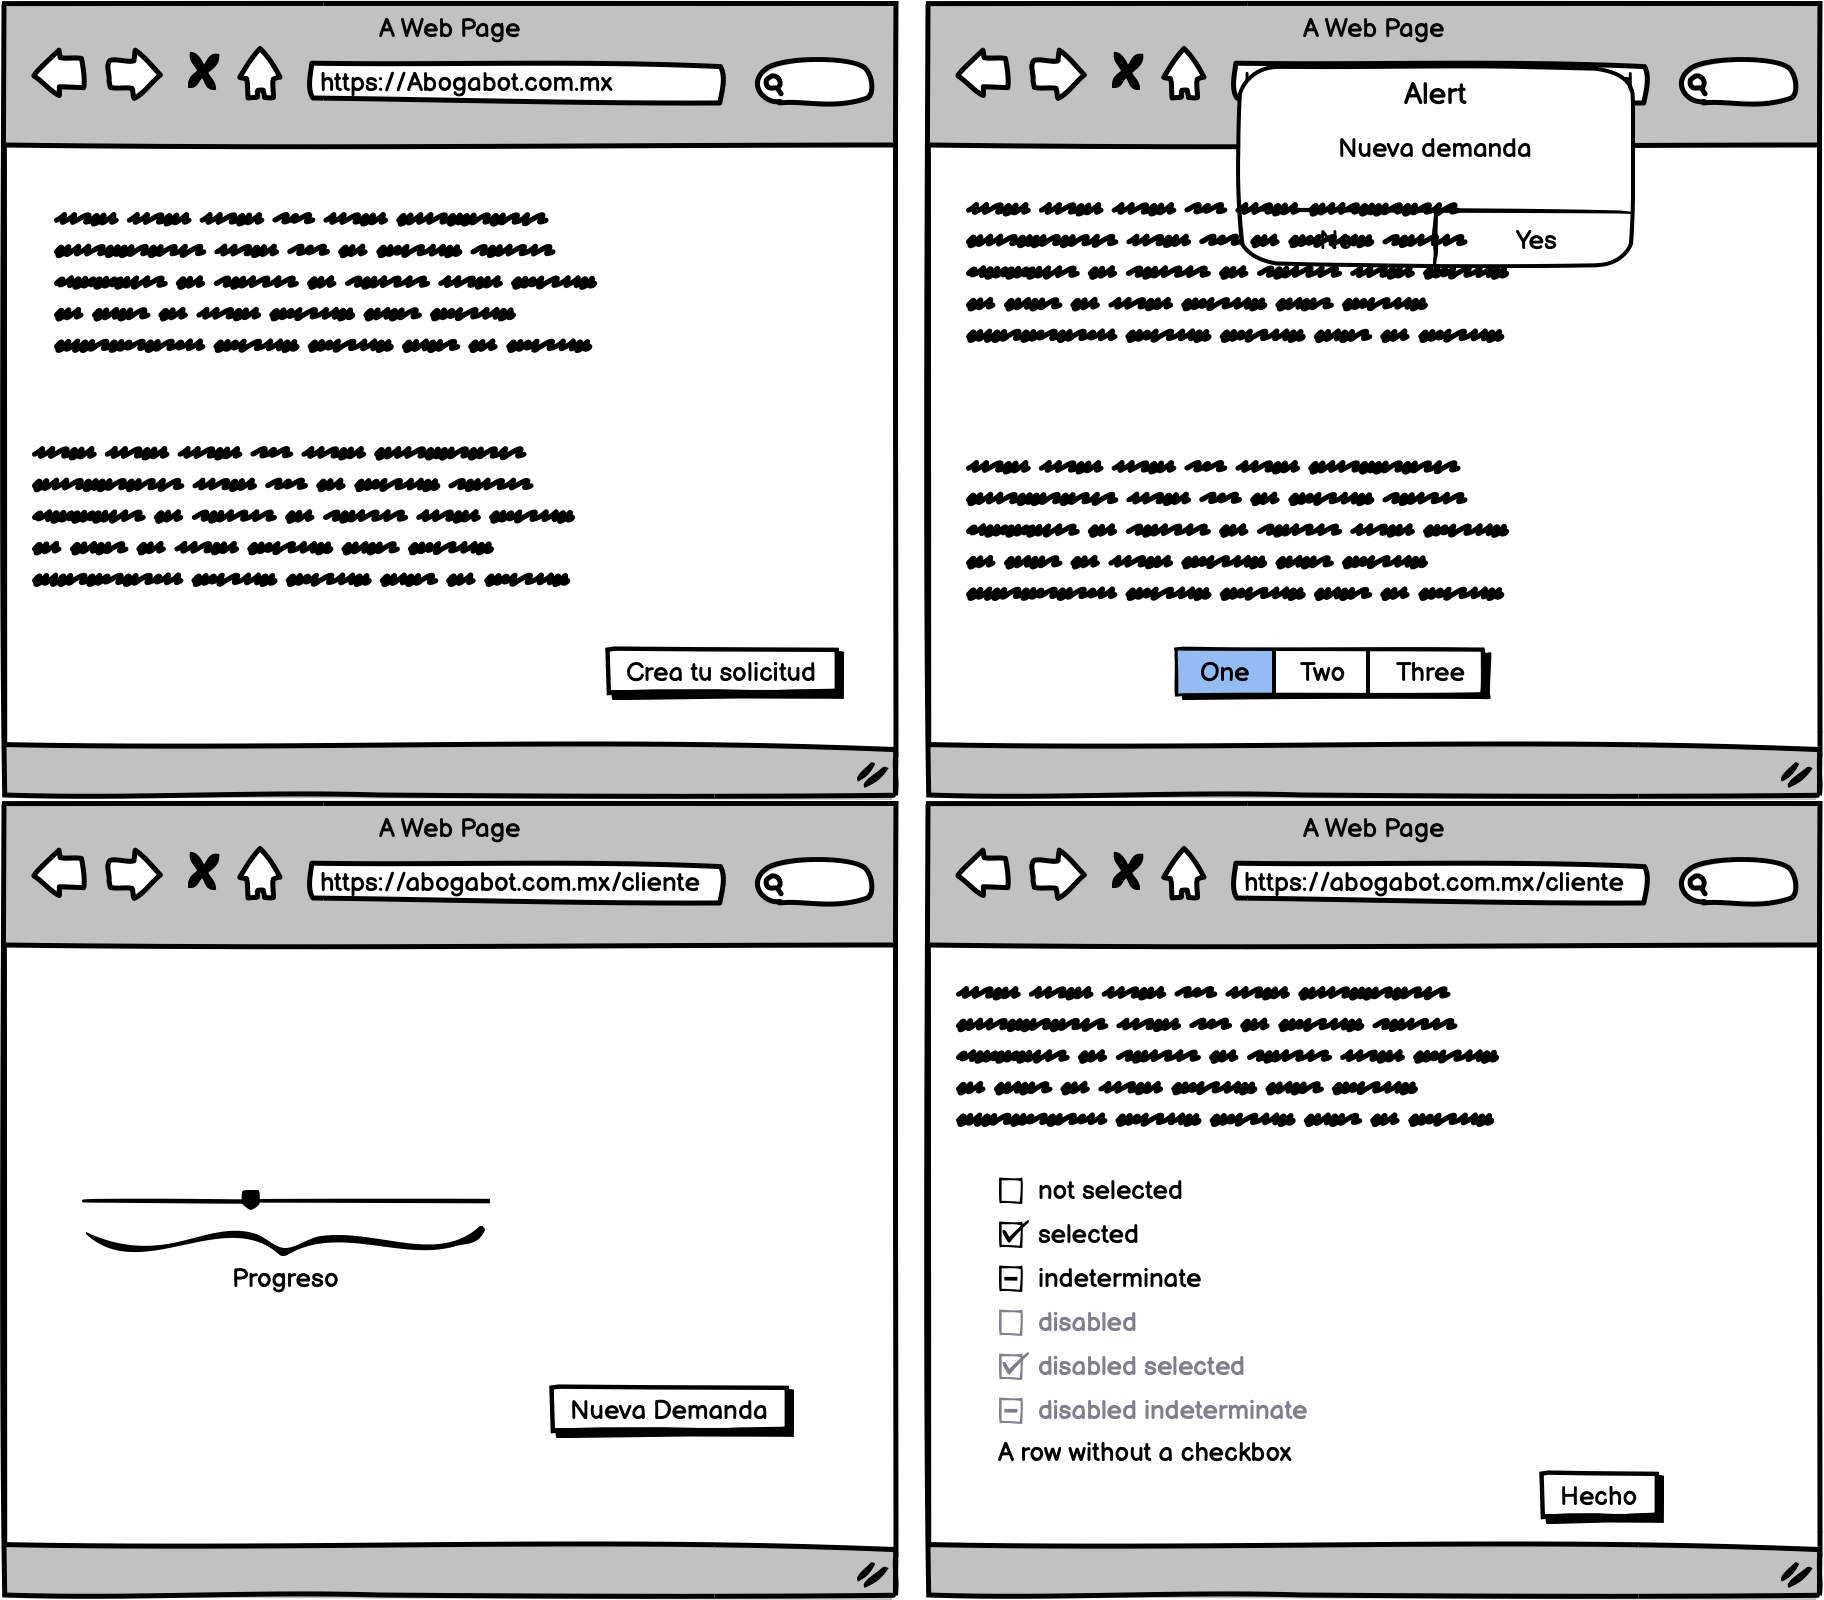 A Web Page
https://Abogabot.com.mx
Crea tu solicitud
A Web Page
Alert
Nueva demanda
No
Yes
One
Two
Three
A Web Page
https://abogabot.com.mx/cliente
Progreso
Nueva Demanda
A Web Page
https://abogabot.com.mx/cliente
not selected
selected
indeterminate
disabled
disabled selected
disabled indeterminate
A row without a checkbox
Hecho